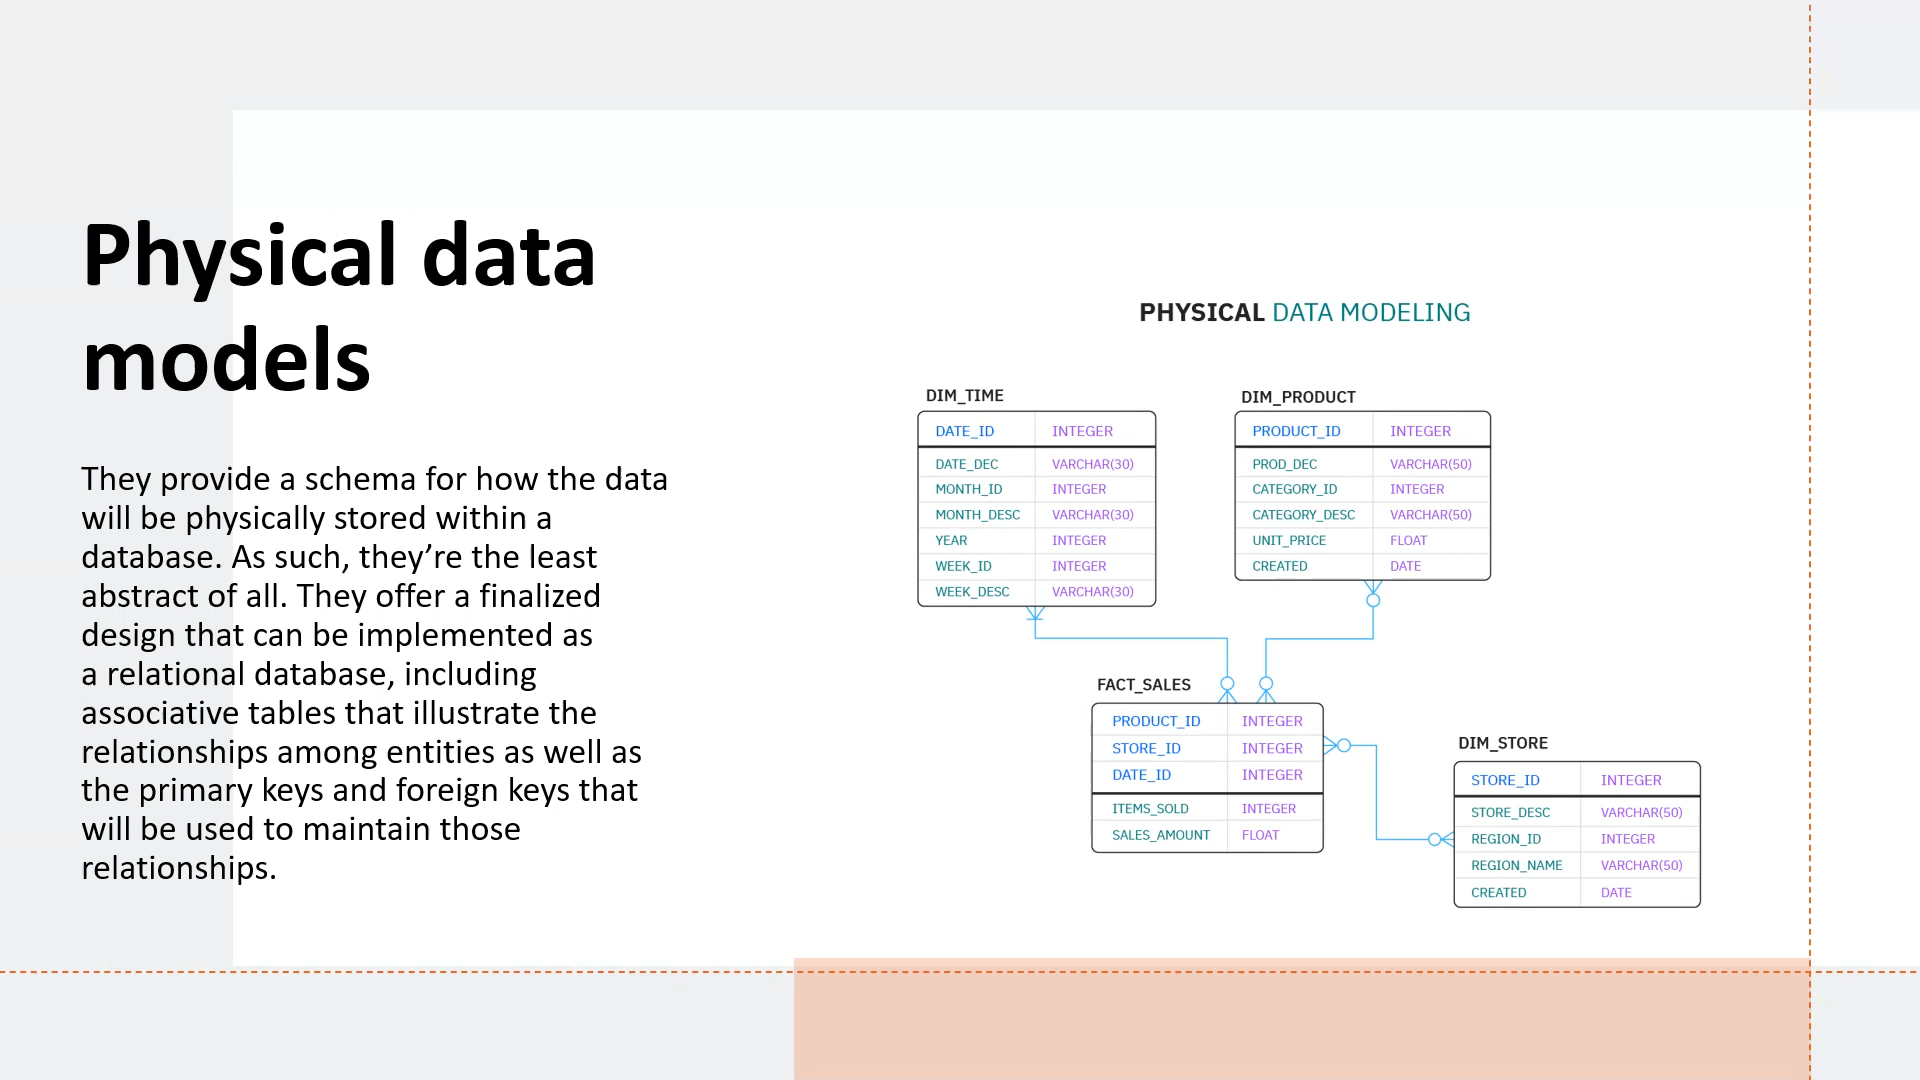 Physical data
models
They provide a schema for how the data
will be physically stored within a
database. As such, they’re the least
abstract of all. They offer a finalized
design that can be implemented as
a relational database, including
associative tables that illustrate the
relationships among entities as well as
the primary keys and foreign keys that
will be used to maintain those
relationships.
PHYSICAL DATA MODELING
DIM_TIME
DATE_ID INTEGER
DATE_DEC VARCHAR(30)
MONTH_ID INTEGER
MONTH_DESC VARCHAR(30)
YEAR INTEGER
WEEK_ID INTEGER
WEEK_DESC VARCHAR(30)
DIM_PRODUCT
PRODUCT_ID INTEGER
PROD_DEC VARCHAR(50)
CATEGORY_ID INTEGER
CATEGORY_DESC VARCHAR(50)
UNIT_PRICE FLOAT
CREATED DATE
FACT_SALES
PRODUCT_ID INTEGER
STORE_ID INTEGER
DATE_ID INTEGER
ITEMS_SOLD INTEGER
SALES_AMOUNT FLOAT
DIM_STORE
STORE_ID INTEGER
STORE_DESC VARCHAR(50)
REGION_ID INTEGER
REGION_NAME VARCHAR(50)
CREATED DATE